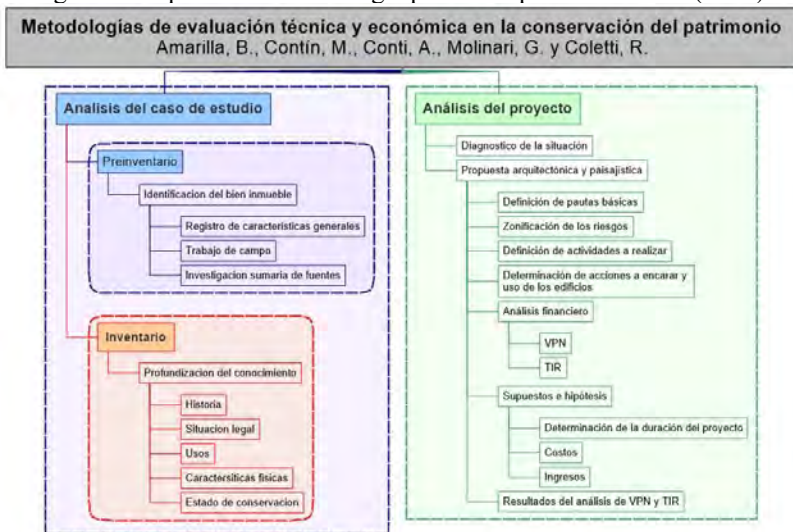 Metodologías de evaluación técnica y económica en la conservación del patrimonio
Amarilla, B., Contín, M., Conti, A., Molinari, G. y Coletti, R.
Analisis del caso de estudio
Preinventario
Identificacion del bien inmueble
Registro de características generales
Trabajo de campo
Investigacion sumaria de fuentes
Inventario
Profundizacion del conocimiento
Historia
Situacion legal
Usos
Caractersiticas fisicas
Estado de conservacion
Análisis del proyecto
Diagnostico de la situación
Propuesta arquitectónica y paisajística
Definición de pautas básicas
Zonificación de los riesgos
Definición de actividades a realizar
Determinación de acciones a encarar y
uso de los edificios
Análisis financiero
VPN
TIR
Supuestos e hipótesis
Determinación de la duración del proyecto
Costos
Ingresos
Resultados del análisis de VPN y TIR